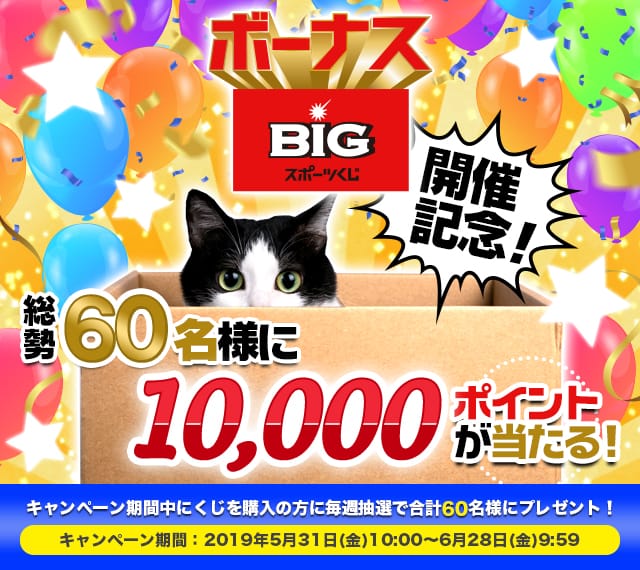 ボーナス
BIG
スポーツくじ
開催
記念!
総勢
60名様に
10,000
ポイント
が当たる!
キャンペーン期間中にくじを購入の方に毎週抽選で合計60名様にプレゼント!
キャンペーン期間:2019年5月31日(金)10:00〜6月28日(金)9:59